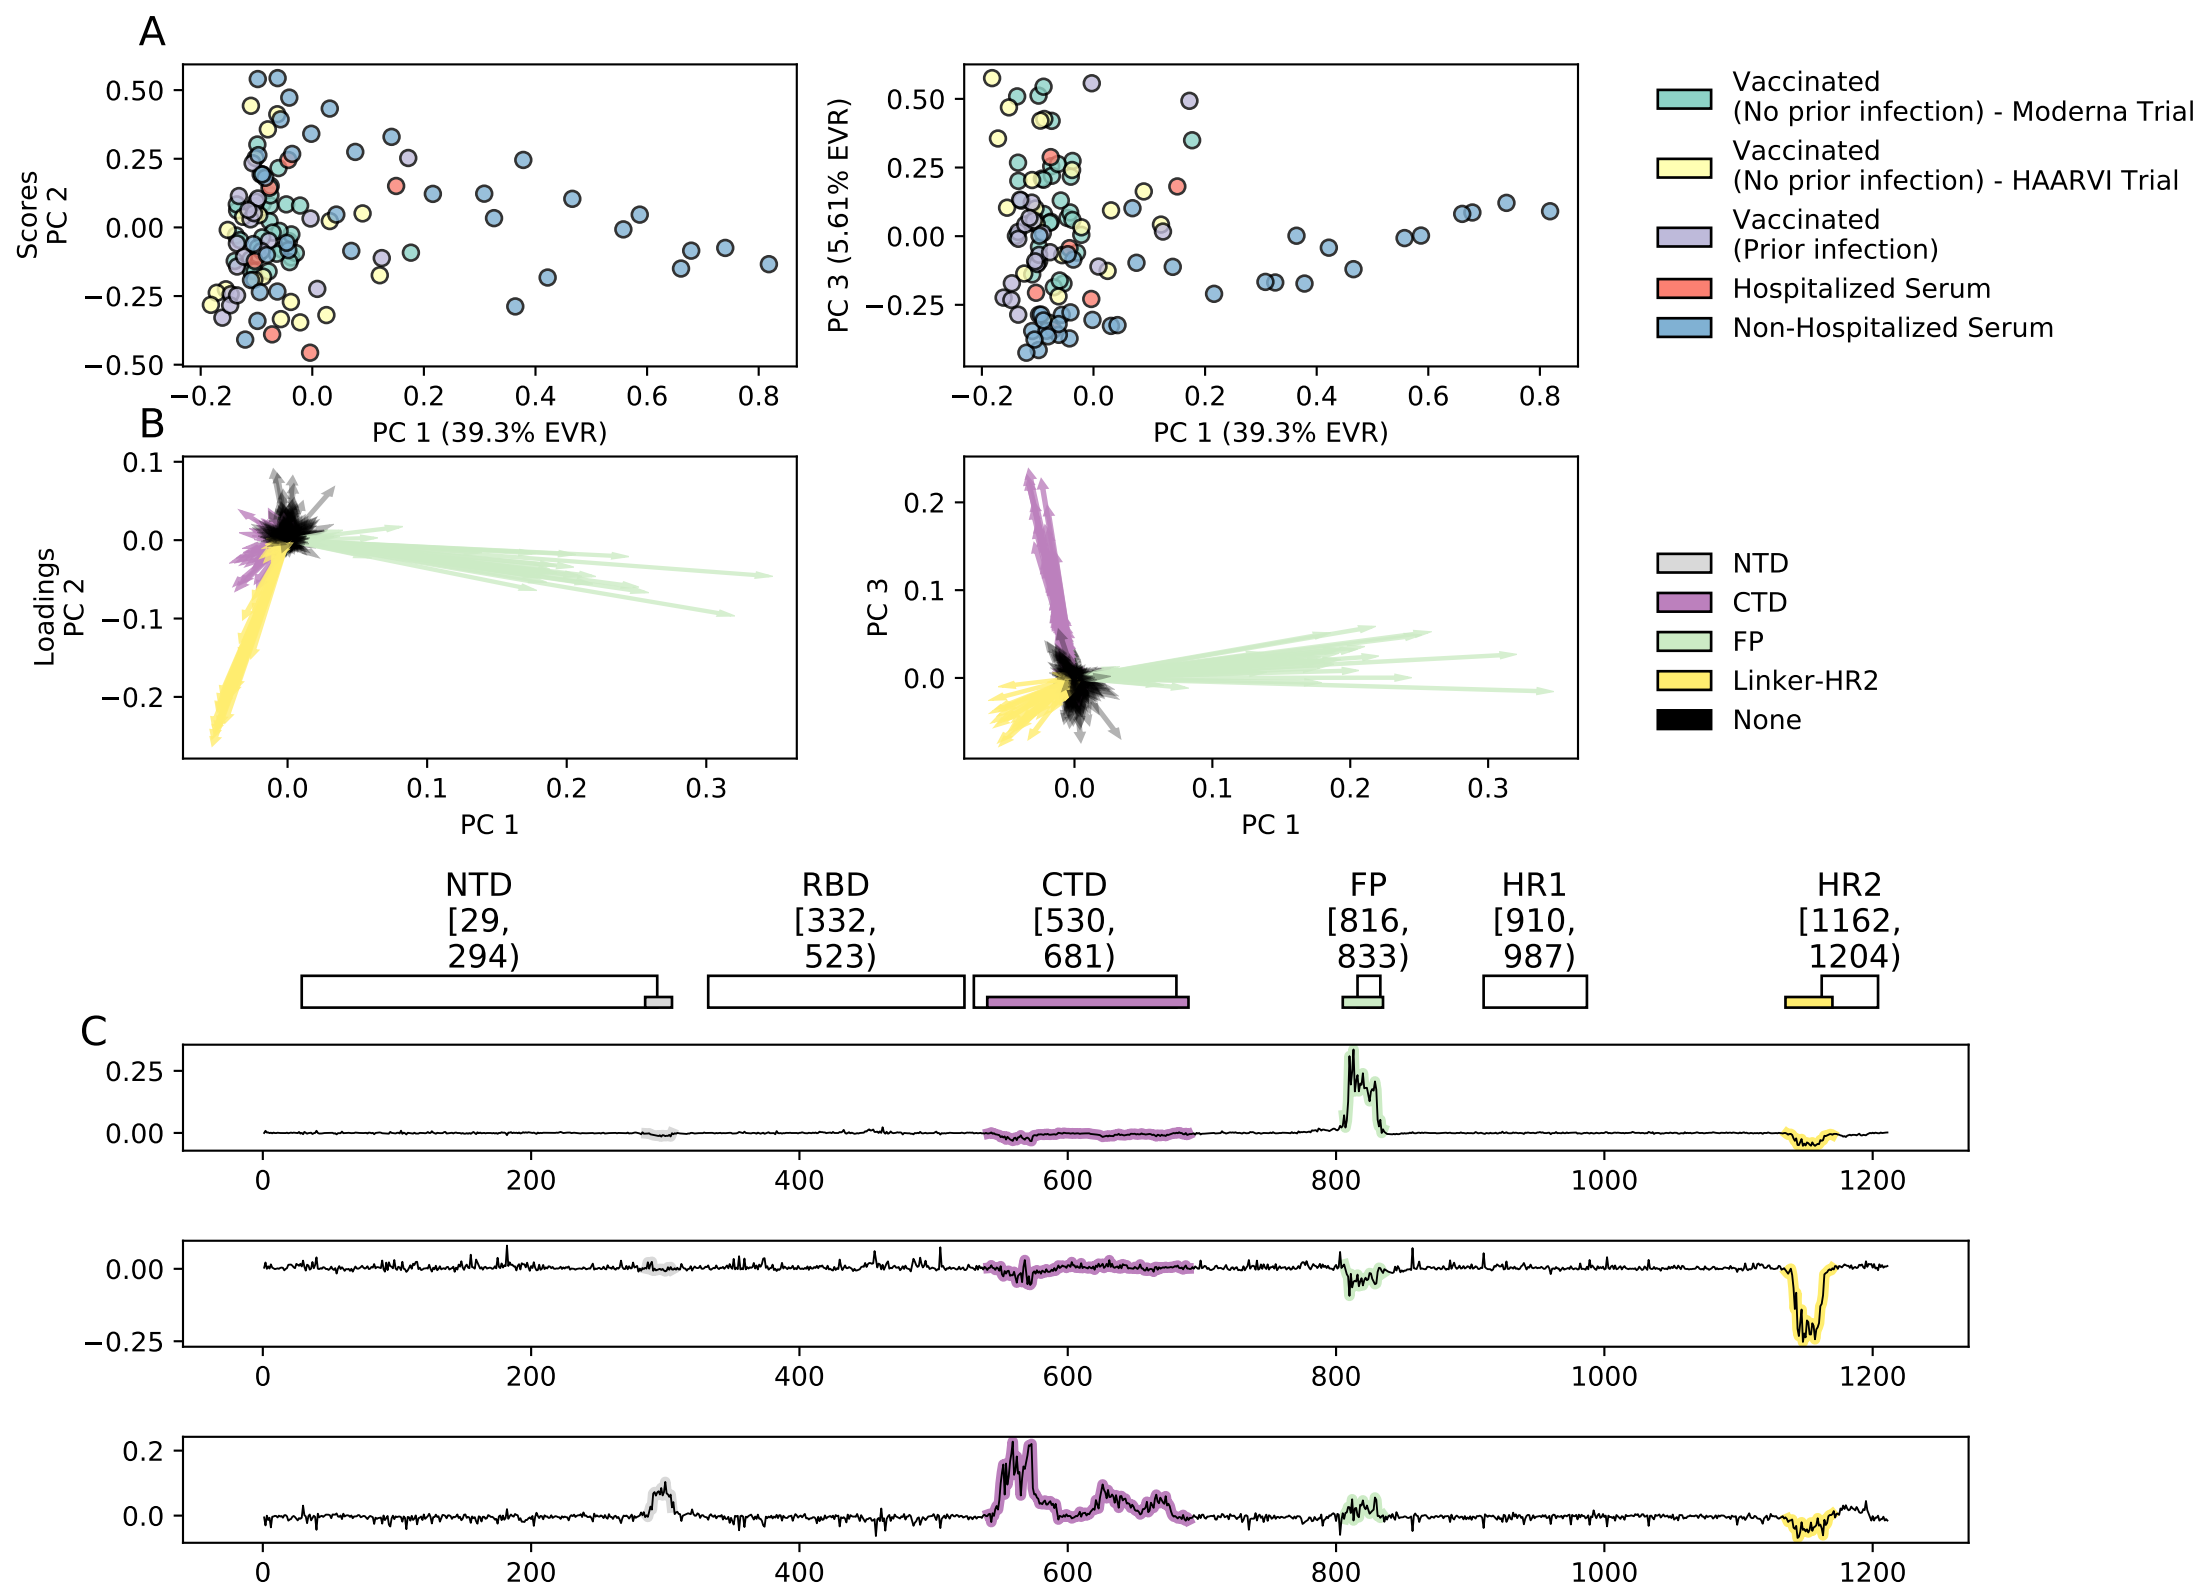 A
Scores
PC 2
0.50
0.25
0.00
−0.25
−0.50
−0.2
0.0
0.2
0.4
0.6
0.8
PC 1 (39.3% EVR)
PC 3 (5.61% EVR)
0.50
0.25
0.00
−0.25
−0.2
0.0
0.2
0.4
0.6
0.8
PC 1 (39.3% EVR)
Vaccinated
(No prior infection) - Moderna Trial
Vaccinated
(No prior infection) - HAARVI Trial
Vaccinated
(Prior infection)
Hospitalized Serum
Non-Hospitalized Serum
B
Loadings
PC 2
0.1
0.0
−0.1
−0.2
0.0
0.1
0.2
0.3
PC 1
PC 3
0.2
0.1
0.0
0.0
0.1
0.2
0.3
PC 1
NTD
CTD
FP
Linker-HR2
None
NTD
[29,
294)
RBD
[332,
523)
CTD
[530,
681)
FP
[816,
833)
HR1
[910,
987)
HR2
[1162,
1204)
C
0.25
0.00
0
200
400
600
800
1000
1200
0.00
−0.25
0
200
400
600
800
1000
1200
0.2
0.0
0
200
400
600
800
1000
1200